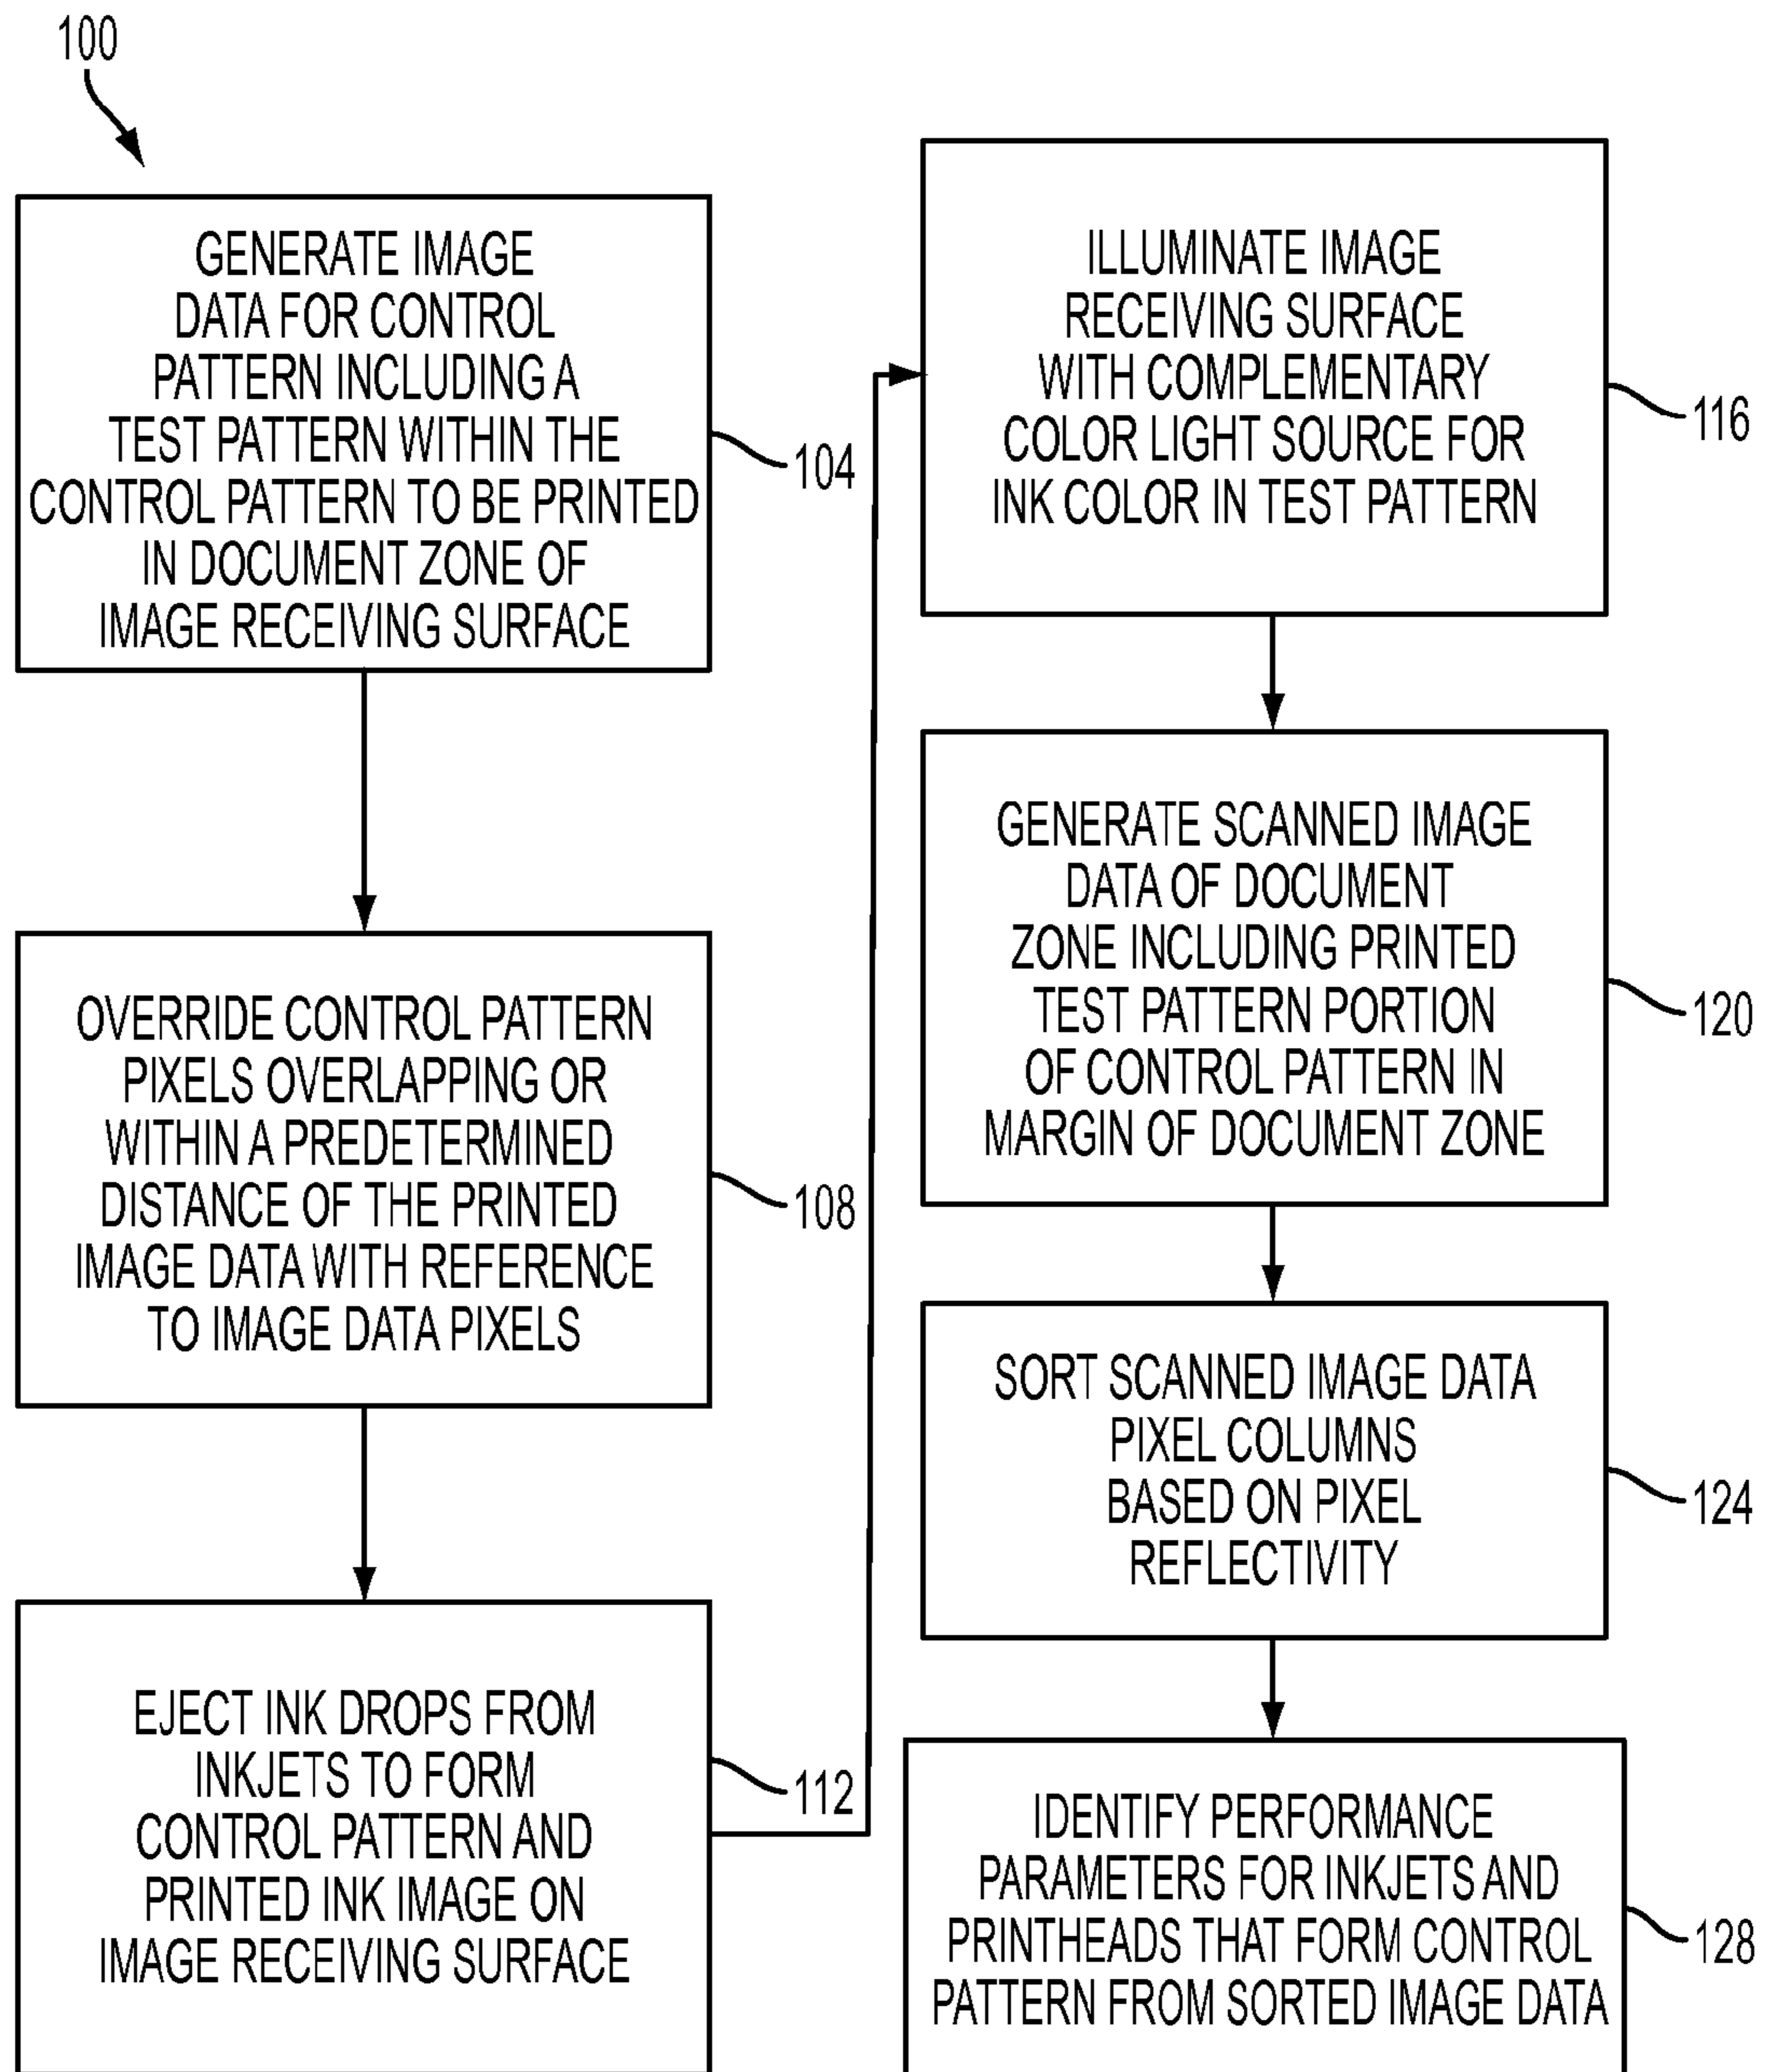 100
GENERATE IMAGE
DATA FOR CONTROL
PATTERN INCLUDING A
TEST PATTERN WITHIN THE
CONTROL PATTERN TO BE PRINTED
IN DOCUMENT ZONE OF
IMAGE RECEIVING SURFACE
104
OVERRIDE CONTROL PATTERN
PIXELS OVERLAPPING OR
WITHIN A PREDETERMINED
DISTANCE OF THE PRINTED
IMAGE DATA WITH REFERENCE
TO IMAGE DATA PIXELS
108
EJECT INK DROPS FROM
INKJETS TO FORM
CONTROL PATTERN AND
PRINTED INK IMAGE ON
IMAGE RECEIVING SURFACE
112
ILLUMINATE IMAGE
RECEIVING SURFACE
WITH COMPLEMENTARY
COLOR LIGHT SOURCE FOR
INK COLOR IN TEST PATTERN
116
GENERATE SCANNED IMAGE
DATA OF DOCUMENT
ZONE INCLUDING PRINTED
TEST PATTERN PORTION
OF CONTROL PATTERN IN
MARGIN OF DOCUMENT ZONE
120
SORT SCANNED IMAGE DATA
PIXEL COLUMNS
BASED ON PIXEL
REFLECTIVITY
124
IDENTIFY PERFORMANCE
PARAMETERS FOR INKJETS AND
PRINTHEADS THAT FORM CONTROL
PATTERN FROM SORTED IMAGE DATA
128